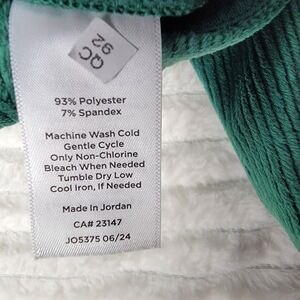 QC
92
93% Polyester
7% Spandex
Machine Wash Cold
Gentle Cycle
Only Non-Chlorine
Bleach When Needed
Tumble Dry Low
Cool Iron, If Needed
Made In Jordan
CA# 23147
JO5375 06/24